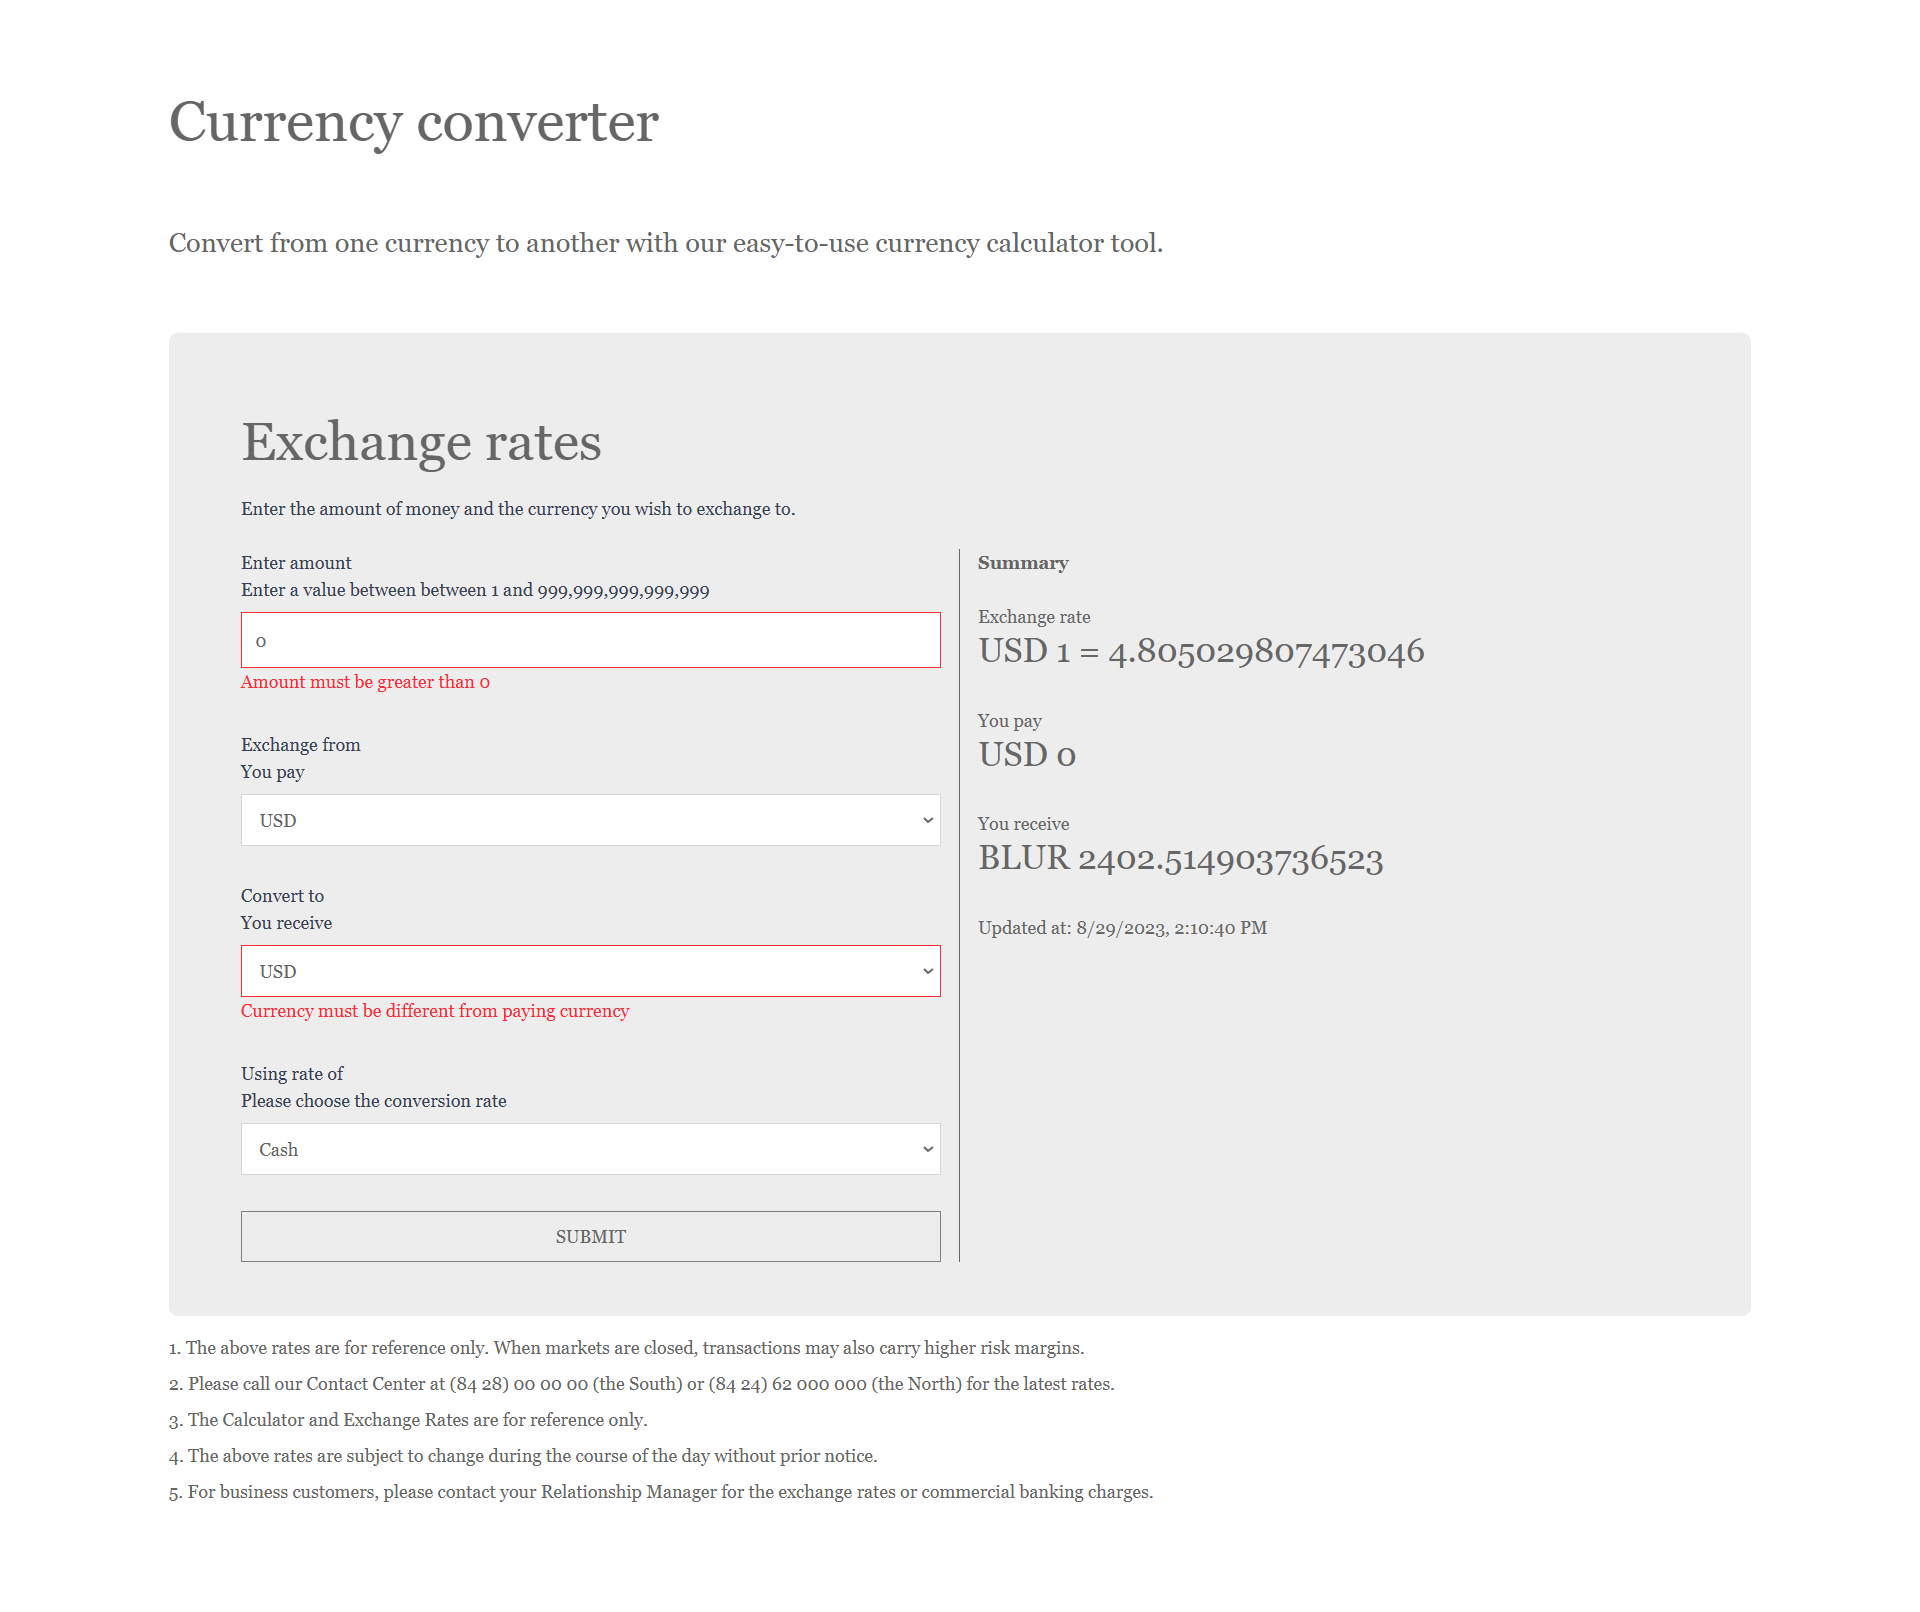 Currency converter
Convert from one currency to another with our easy-to-use currency calculator tool.
Exchange rates
Enter the amount of money and the currency you wish to exchange to.
Enter amount
Enter a value between between 1 and 999,999,999,999,999
0
Amount must be greater than 0
Exchange from
You pay
USD
Convert to
You receive
USD
Currency must be different from paying currency
Using rate of
Please choose the conversion rate
Cash
SUBMIT
Summary
Exchange rate
USD 1 = 4.805029807473046
You pay
USD 0
You receive
BLUR 2402.514903736523
Updated at: 8/29/2023, 2:10:40 PM
1. The above rates are for reference only. When markets are closed, transactions may also carry higher risk margins.
2. Please call our Contact Center at (84 28) 00 00 00 (the South) or (84 24) 62 000 000 (the North) for the latest rates.
3. The Calculator and Exchange Rates are for reference only.
4. The above rates are subject to change during the course of the day without prior notice.
5. For business customers, please contact your Relationship Manager for the exchange rates or commercial banking charges.